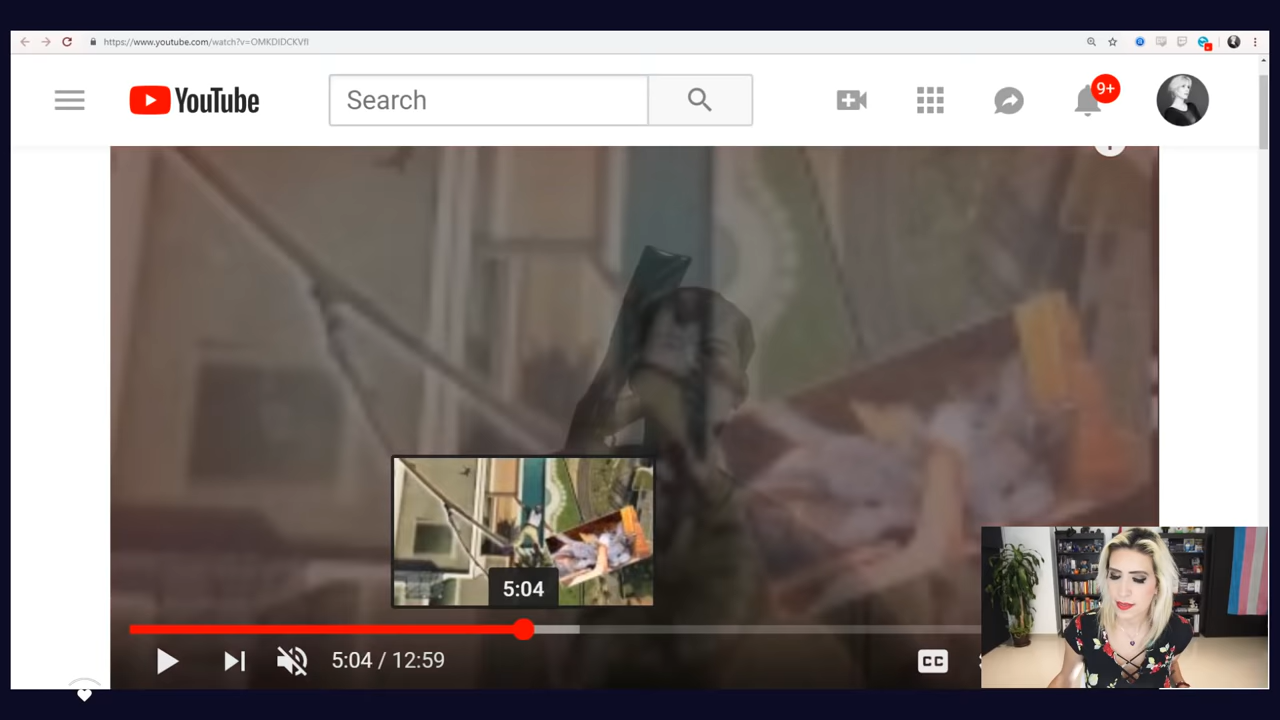 https://www.youtube.com/watch?v=OMKDIDCKVfI
YouTube
Search
9+
5:04
5:04 / 12:59
CC